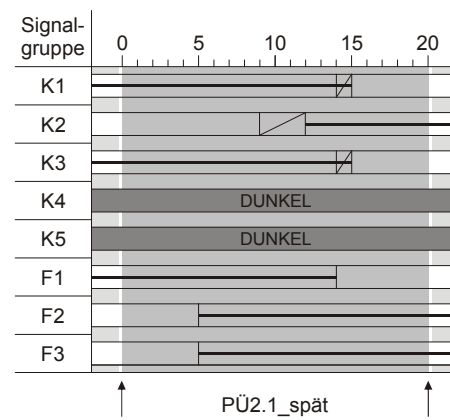 Signal-
gruppe 0 5 10 15 20
K1
K2
K3
K4 DUNKEL
K5 DUNKEL
F1
F2
F3
PÜ2.1_spät